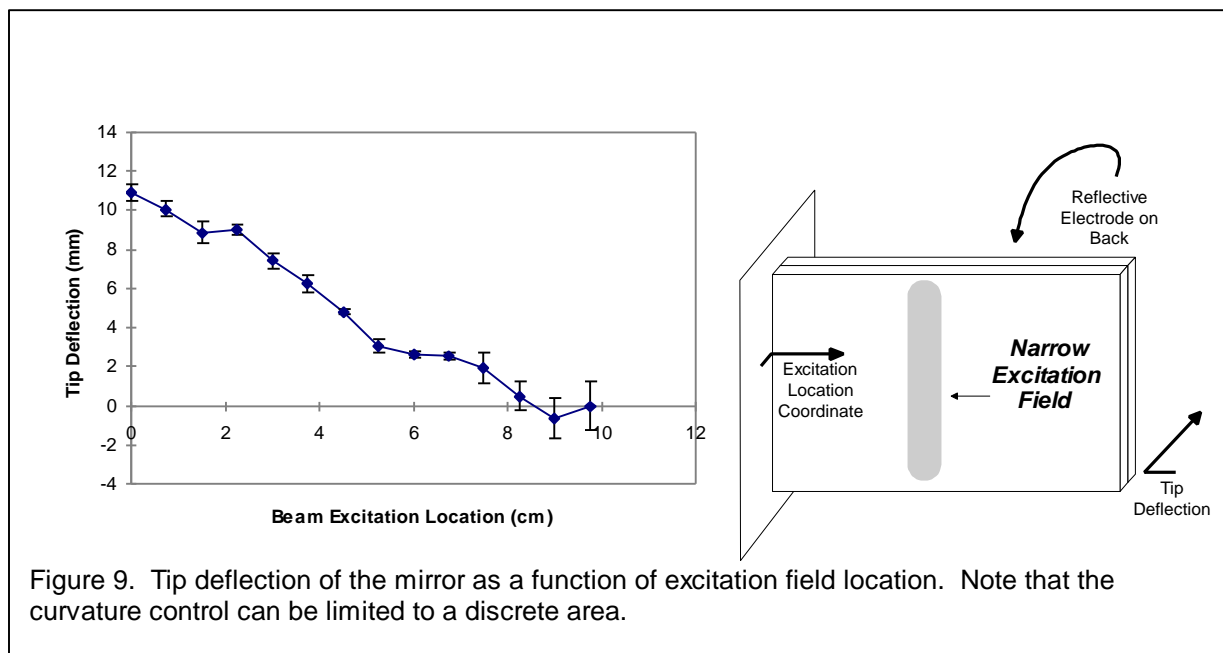 14
12
10
8
6
4
2
0
-2
-4
0
2
4
6
8
10
12
Tip Deflection (mm)
Beam Excitation Location (cm)
Reflective
Electrode on
Back
Excitation
Location
Coordinate
Narrow
Excitation
Field
Tip
Deflection
Figure 9.  Tip deflection of the mirror as a function of excitation field location.  Note that the
curvature control can be limited to a discrete area.